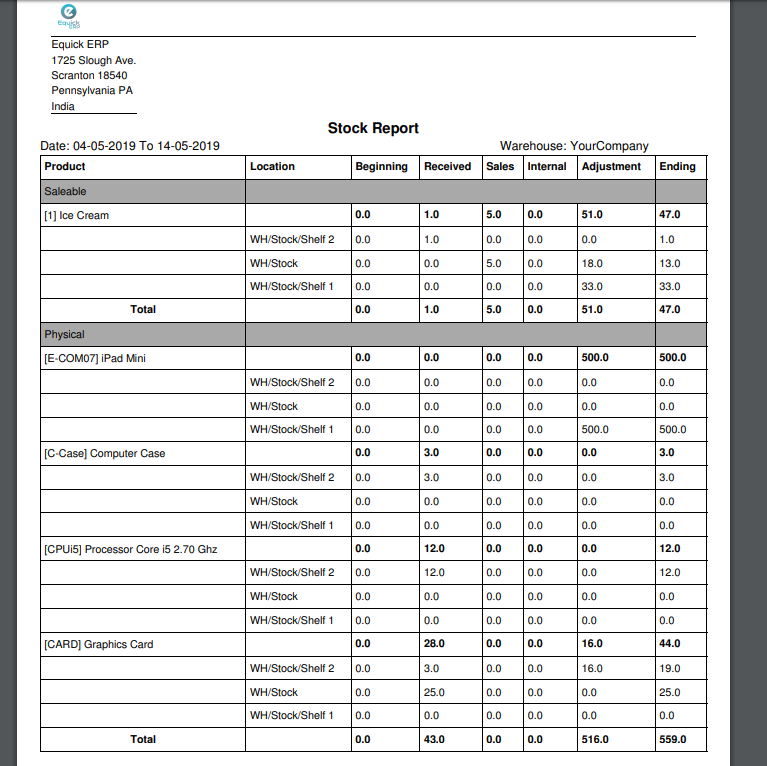 Equick
ERP
Equick ERP
1725 Slough Ave.
Scranton 18540
Pennsylvania PA
India
Stock Report
Date: 04-05-2019 To 14-05-2019 Warehouse: YourCompany
Product Location Beginning Received Sales Internal Adjustment Ending
Saleable
[1] Ice Cream 0.0 1.0 5.0 0.0 51.0 47.0
WH/Stock/Shelf 2 0.0 1.0 0.0 0.0 0.0 1.0
WH/Stock 0.0 0.0 5.0 0.0 18.0 13.0
WH/Stock/Shelf 1 0.0 0.0 0.0 0.0 33.0 33.0
Total 0.0 1.0 5.0 0.0 51.0 47.0
Physical
[E-COM07] iPad Mini 0.0 0.0 0.0 0.0 500.0 500.0
WH/Stock/Shelf 2 0.0 0.0 0.0 0.0 0.0 0.0
WH/Stock 0.0 0.0 0.0 0.0 0.0 0.0
WH/Stock/Shelf 1 0.0 0.0 0.0 0.0 500.0 500.0
[C-Case] Computer Case 0.0 3.0 0.0 0.0 0.0 3.0
WH/Stock/Shelf 2 0.0 3.0 0.0 0.0 0.0 3.0
WH/Stock 0.0 0.0 0.0 0.0 0.0 0.0
WH/Stock/Shelf 1 0.0 0.0 0.0 0.0 0.0 0.0
[CPUi5] Processor Core i5 2.70 Ghz 0.0 12.0 0.0 0.0 0.0 12.0
WH/Stock/Shelf 2 0.0 12.0 0.0 0.0 0.0 12.0
WH/Stock 0.0 0.0 0.0 0.0 0.0 0.0
WH/Stock/Shelf 1 0.0 0.0 0.0 0.0 0.0 0.0
[CARD] Graphics Card 0.0 28.0 0.0 0.0 16.0 44.0
WH/Stock/Shelf 2 0.0 3.0 0.0 0.0 16.0 19.0
WH/Stock 0.0 25.0 0.0 0.0 0.0 25.0
WH/Stock/Shelf 1 0.0 0.0 0.0 0.0 0.0 0.0
Total 0.0 43.0 0.0 0.0 516.0 559.0